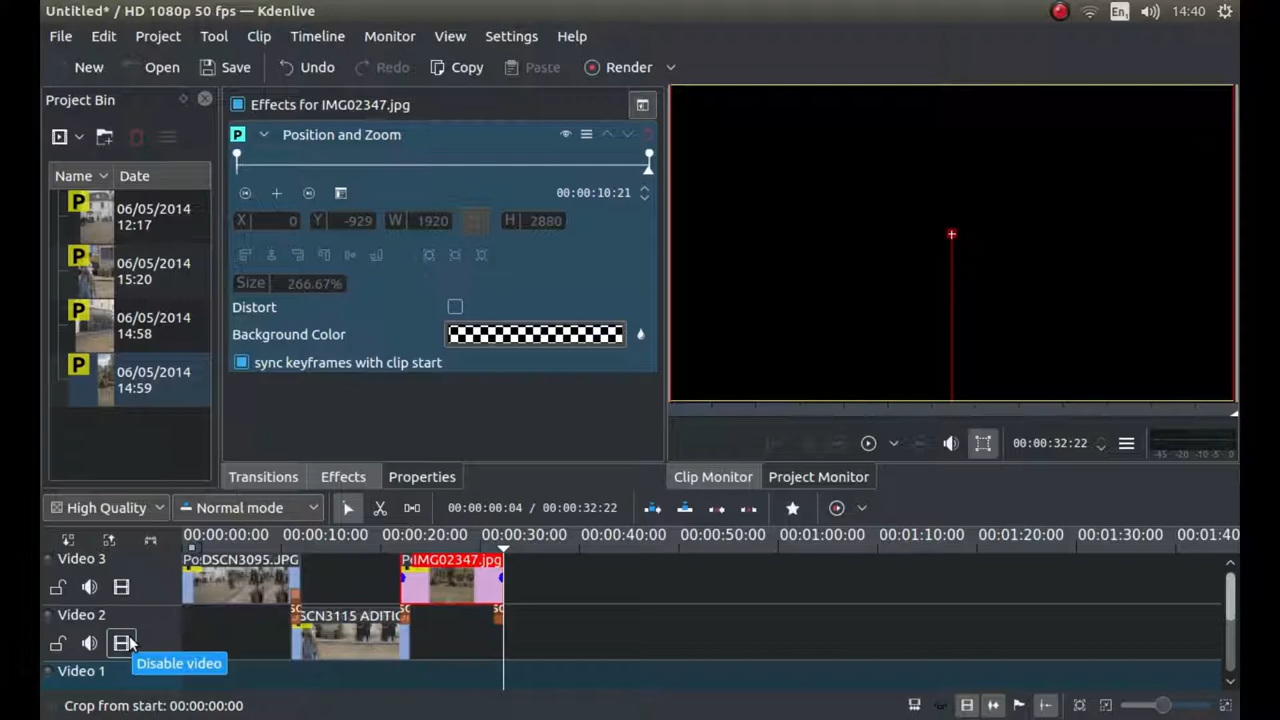 Untitled* / HD 1080p 50 fps — Kdenlive
En₁
14:40
File Edit Project Tool Clip Timeline Monitor View Settings Help
New Open Save Undo Redo Copy Paste Render
Project Bin
Name Date
P 06/05/2014
12:17
P 06/05/2014
15:20
P 06/05/2014
14:58
P 06/05/2014
14:59
Effects for IMG02347.jpg
P Position and Zoom
00:00:10:21
X 0 Y -929 W 1920 H 2880
Size 266.67%
Distort
Background Color
sync keyframes with clip start
Transitions Effects Properties
00:00:32:22
-45 -20 -10 -5 0
Clip Monitor Project Monitor
High Quality Normal mode 00:00:00:04 / 00:00:32:22
00:00:00:00 00:00:10:00 00:00:20:00 00:00:30:00 00:00:40:00 00:00:50:00 00:01:00:00 00:01:10:00 00:01:20:00 00:01:30:00 00:01:40
Video 3
Po:DSCN3095.JPG
IMG02347.jpg
Video 2
SCN3115 ADITIC
Disable video
Video 1
Crop from start: 00:00:00:00